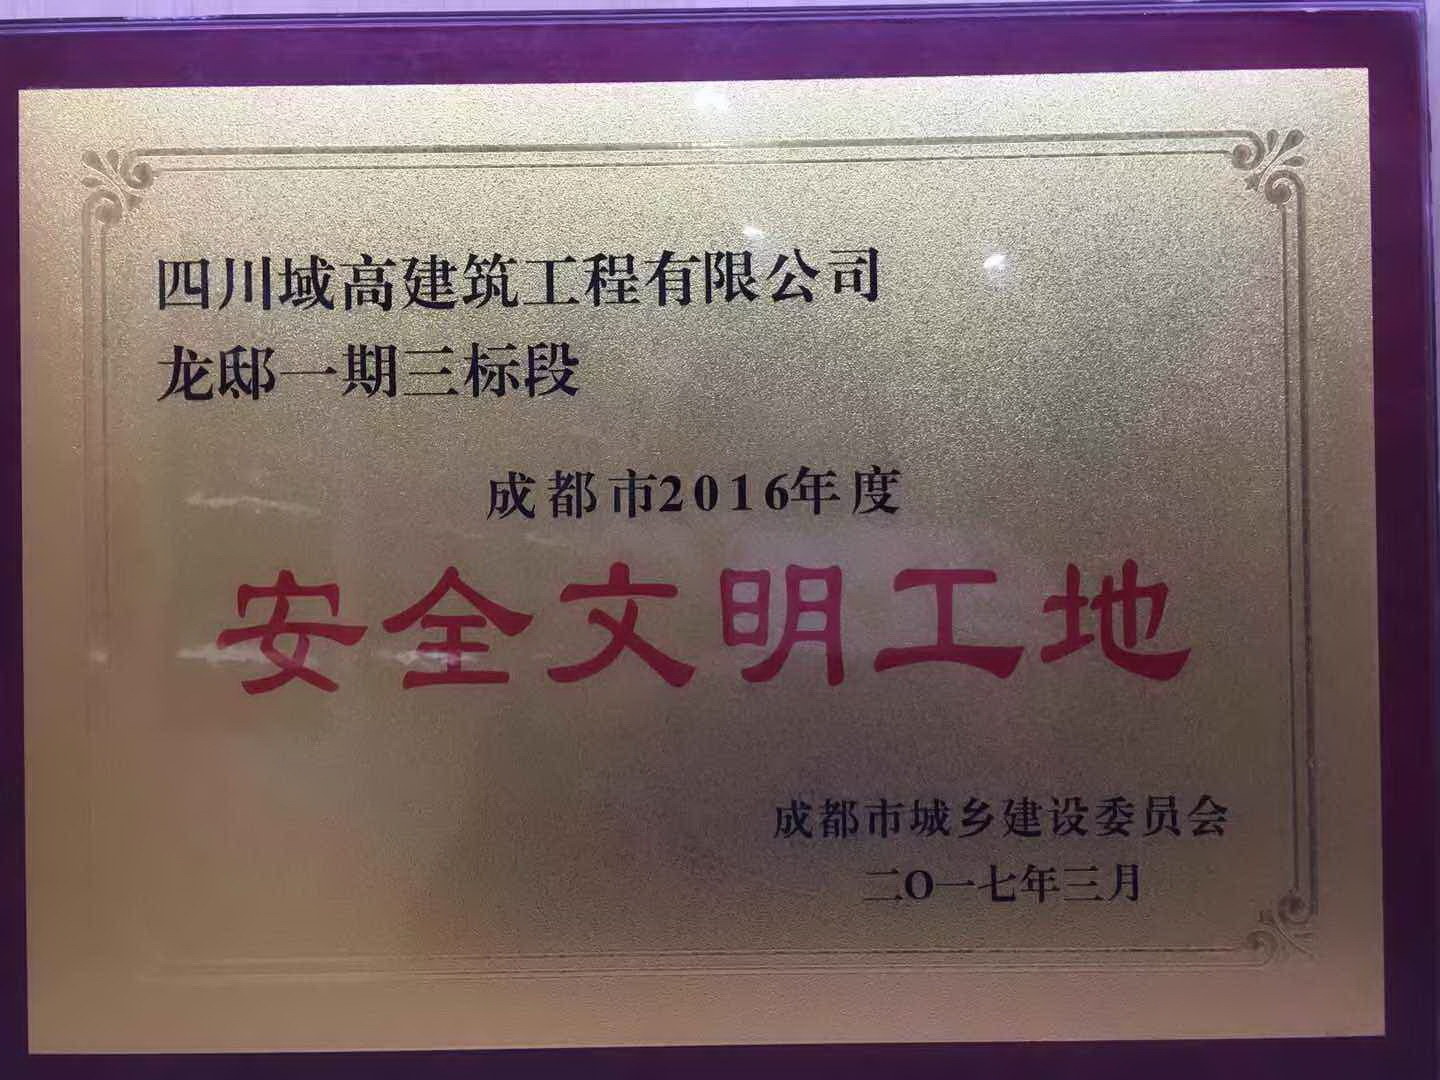 四川域高建筑工程有限公司
龙邸一期三标段
成都市2016年度
安全文明工地
成都市城乡建设委员会
二O一七年三月